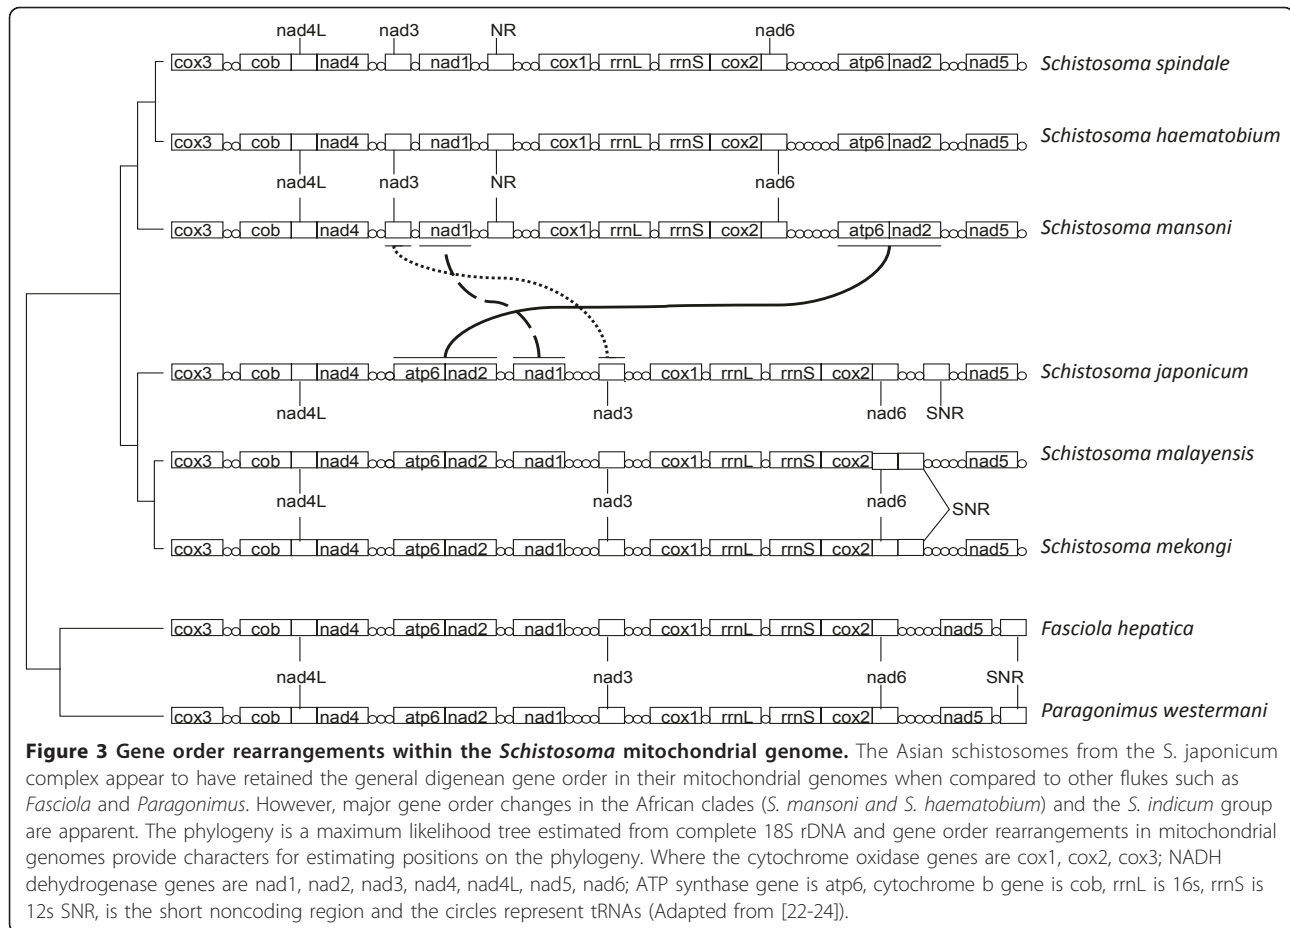 nad4L nad3 NR nad6
cox3 cob nad4 nad1 cox1 rrnL rrnS cox2 atp6 nad2 nad5 Schistosoma spindale
cox3 cob nad4 nad1 cox1 rrnL rrnS cox2 atp6 nad2 nad5 Schistosoma haematobium
nad4L nad3 NR nad6
cox3 cob nad4 nad1 cox1 rrnL rrnS cox2 atp6 nad2 nad5 Schistosoma mansoni
cox3 cob nad4 atp6 nad2 nad1 cox1 rrnL rrnS cox2 nad5 Schistosoma japonicum
nad4L nad3 nad6 SNR
cox3 cob nad4 atp6 nad2 nad1 cox1 rrnL rrnS cox2 nad5 Schistosoma malayensis
nad4L nad3 nad6 SNR
cox3 cob nad4 atp6 nad2 nad1 cox1 rrnL rrnS cox2 nad5 Schistosoma mekongi
cox3 cob nad4 atp6 nad2 nad1 cox1 rrnL rrnS cox2 nad5 Fasciola hepatica
nad4L nad3 nad6 SNR
cox3 cob nad4 atp6 nad2 nad1 cox1 rrnL rrnS cox2 nad5 Paragonimus westermani
Figure 3 Gene order rearrangements within the Schistosoma mitochondrial genome. The Asian schistosomes from the S. japonicum
complex appear to have retained the general digenean gene order in their mitochondrial genomes when compared to other flukes such as
Fasciola and Paragonimus. However, major gene order changes in the African clades (S. mansoni and S. haematobium) and the S. indicum group
are apparent. The phylogeny is a maximum likelihood tree estimated from complete 18S rDNA and gene order rearrangements in mitochondrial
genomes provide characters for estimating positions on the phylogeny. Where the cytochrome oxidase genes are cox1, cox2, cox3; NADH
dehydrogenase genes are nad1, nad2, nad3, nad4, nad4L, nad5, nad6; ATP synthase gene is atp6, cytochrome b gene is cob, rrnL is 16s, rrnS is
12s SNR, is the short noncoding region and the circles represent tRNAs (Adapted from [22-24]).